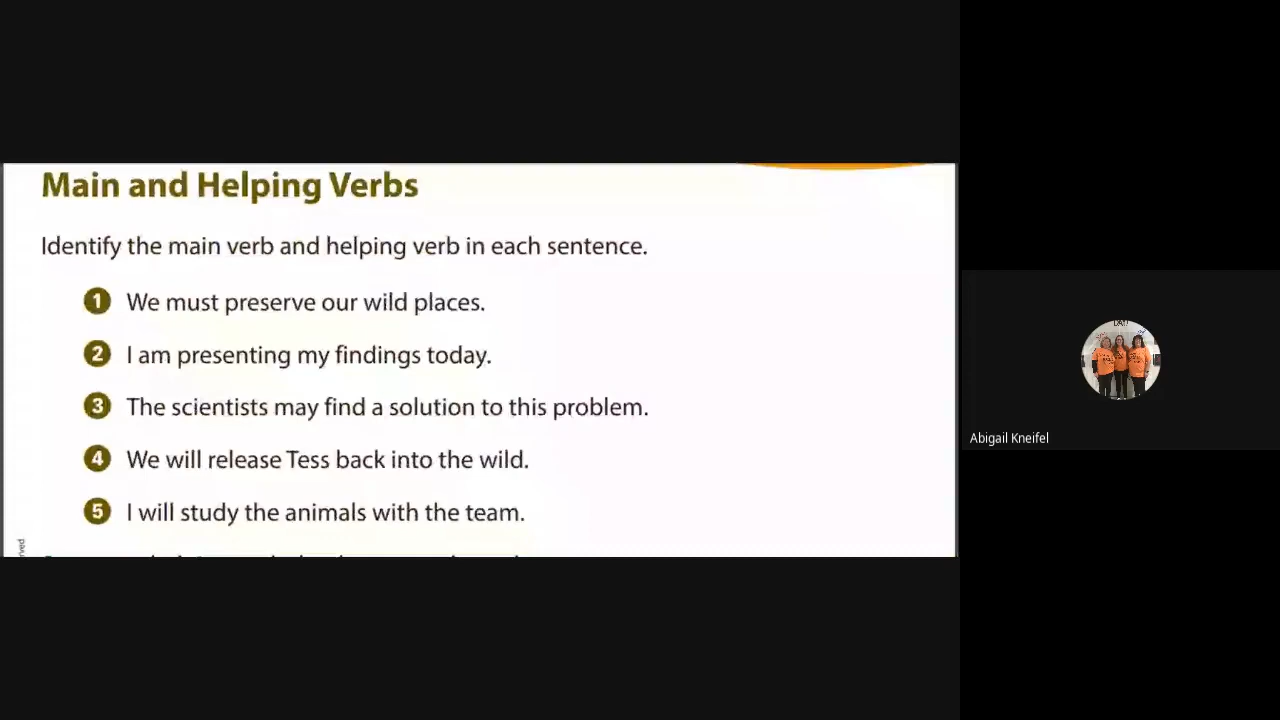 Main and Helping Verbs
Identify the main verb and helping verb in each sentence.
1 We must preserve our wild places.
2 I am presenting my findings today.
3 The scientists may find a solution to this problem.
4 We will release Tess back into the wild.
5 I will study the animals with the team.
Abigail Kneifel